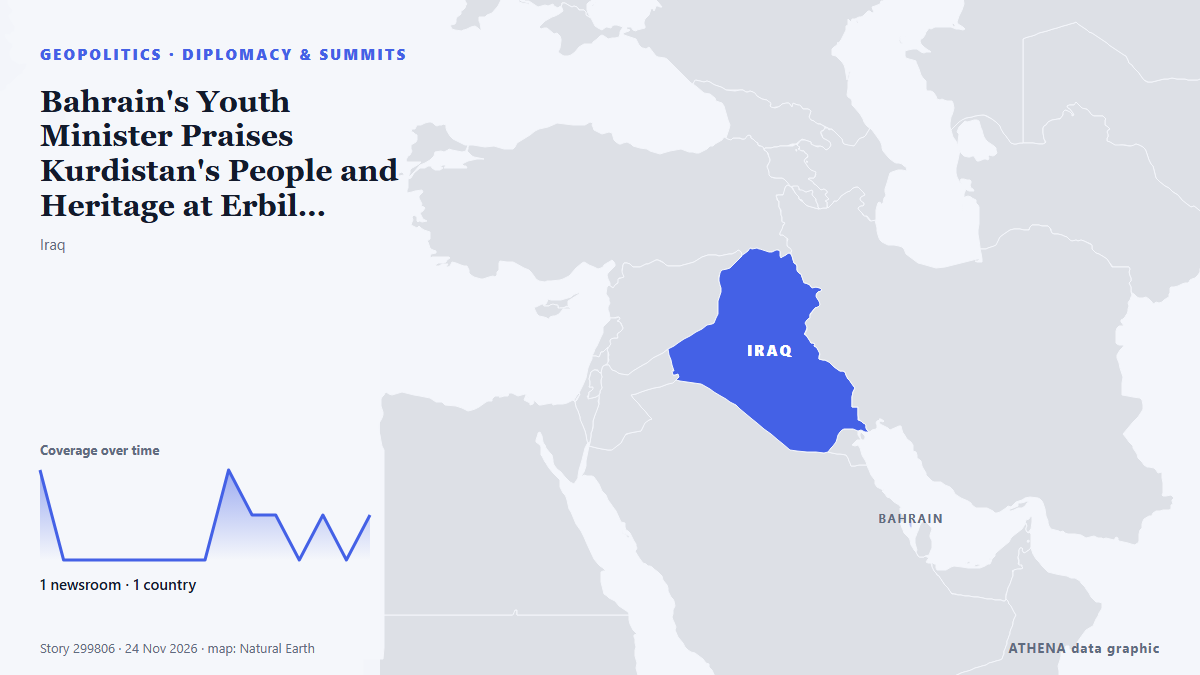 GEOPOLITICS · DIPLOMACY & SUMMITS
Bahrain's Youth
Minister Praises
Kurdistan's People and
Heritage at Erbil...
Iraq
IRAQ
BAHRAIN
Coverage over time
1 newsroom · 1 country
Story 299806 · 24 Nov 2026 · map: Natural Earth
ATHENA data graphic